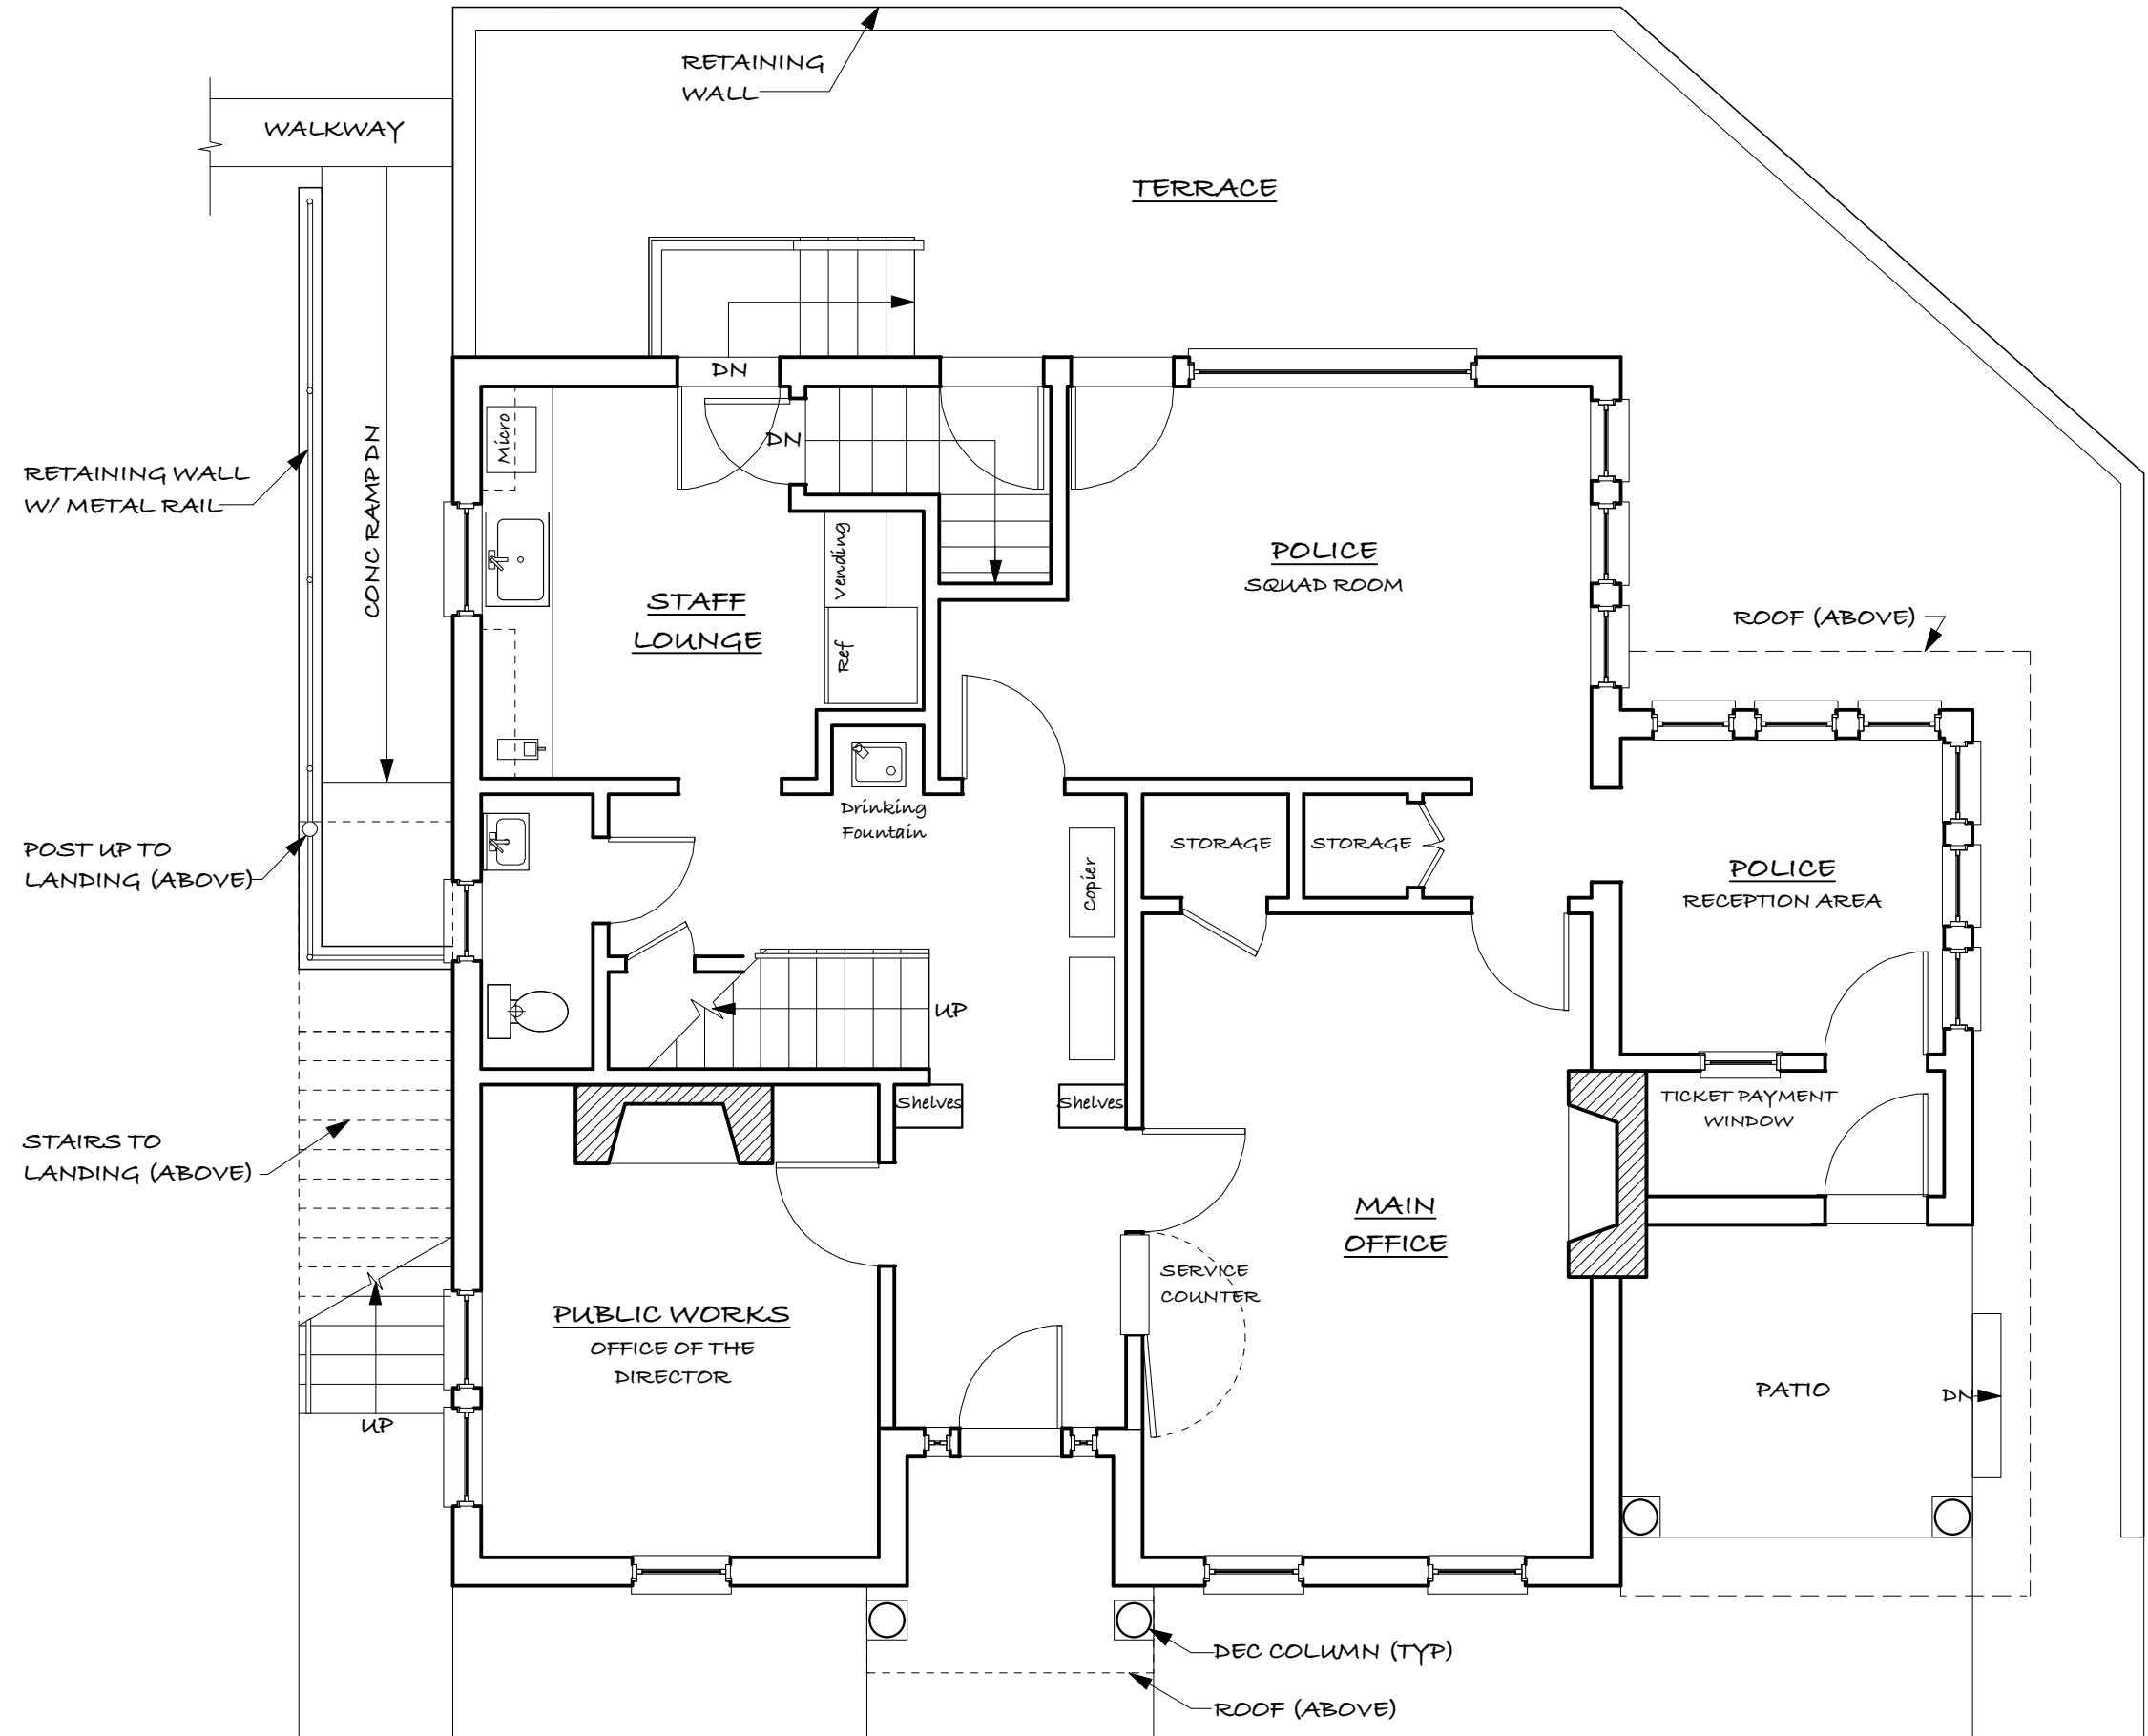 RETAINING
WALL
WALKWAY
TERRACE
DN
Micro
DN
CONC RAMP DN
RETAINING WALL
W/ METAL RAIL
Vending
POLICE
SQUAD ROOM
STAFF
LOUNGE
Ref
ROOF (ABOVE)
Drinking
Fountain
STORAGE
STORAGE
Copier
POST UP TO
LANDING (ABOVE)
POLICE
RECEPTION AREA
UP
Shelves
Shelves
TICKET PAYMENT
WINDOW
STAIRS TO
LANDING (ABOVE)
MAIN
OFFICE
SERVICE
COUNTER
PUBLIC WORKS
OFFICE OF THE
DIRECTOR
PATIO
DN
UP
DEC COLUMN (TYP)
ROOF (ABOVE)